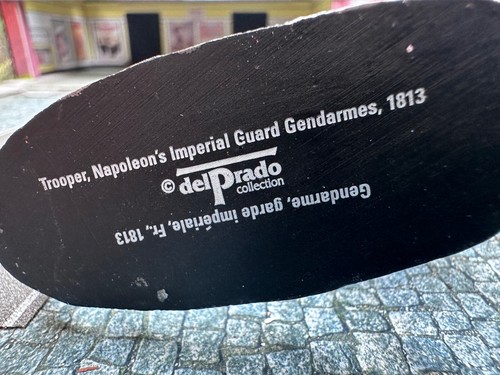 Trooper, Napoleon's Imperial Guard Gendarmes, 1813
© delPrado
collection
Gendarme, garde impériale, Fr., 1813